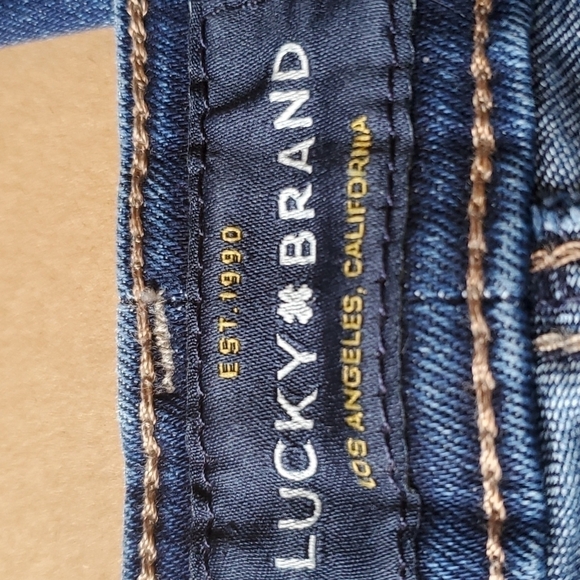 EST. 1990
LUCKY BRAND
LOS ANGELES, CALIFORNIA